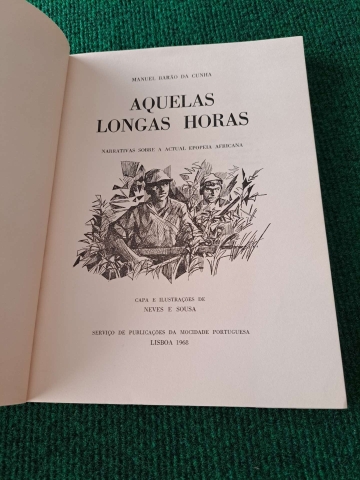 MANUEL BARÃO DA CUNHA
AQUELAS
LONGAS HORAS
NARRATIVAS SOBRE A ACTUAL EPOPEIA AFRICANA
CAPA E ILUSTRAÇÕES DE
NEVES E SOUSA
SERVIÇO DE PUBLICAÇÕES DA MOCIDADE PORTUGUESA
LISBOA 1968